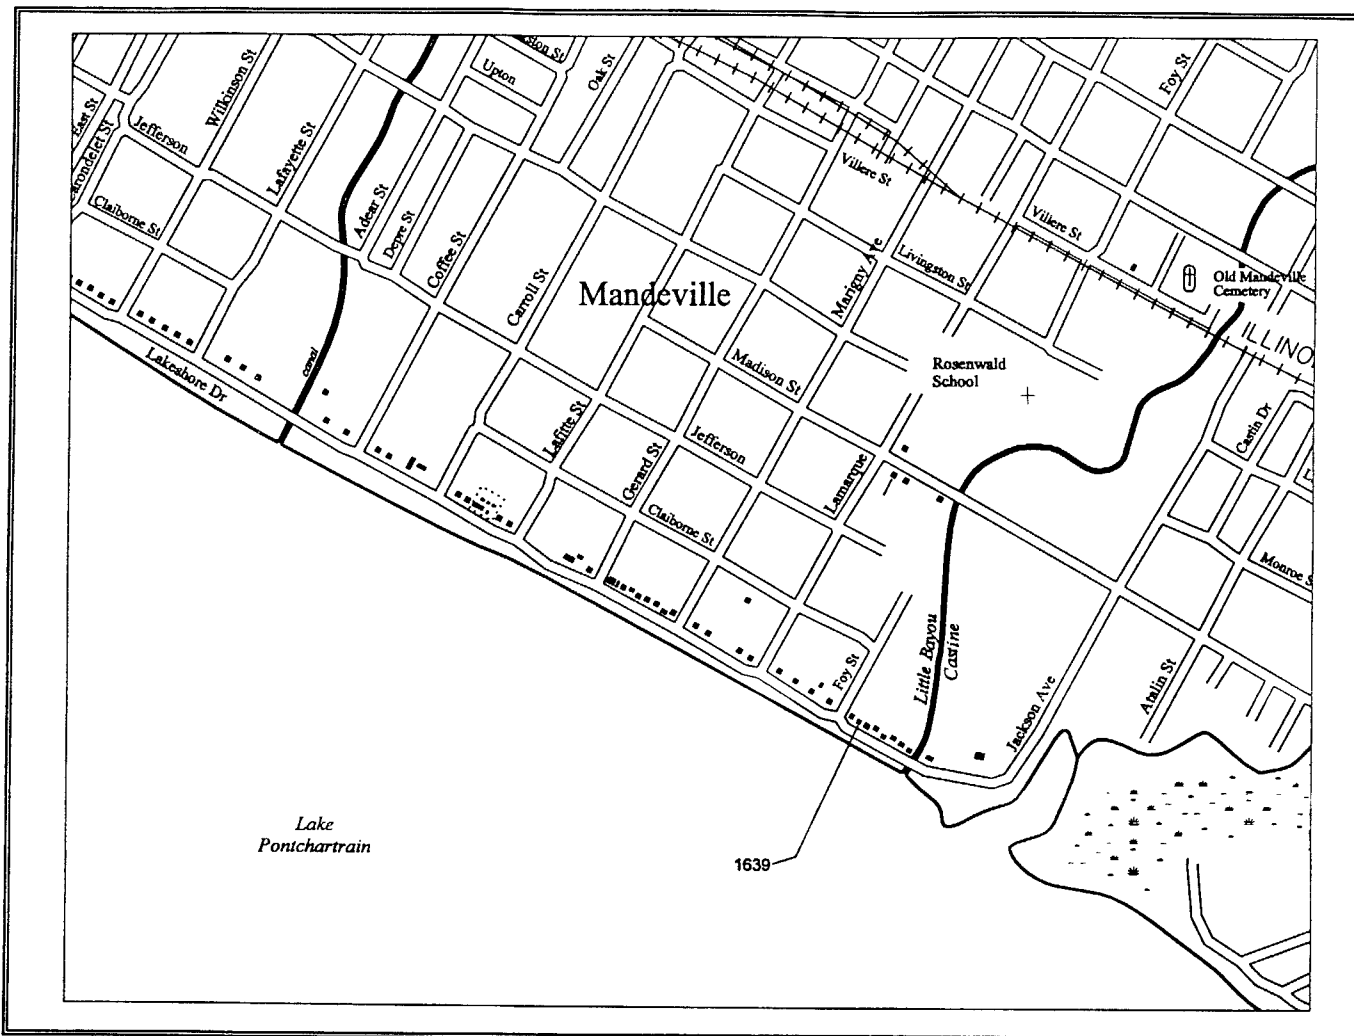 Wilkinson St
Upton
Oak St
Foy St
East St
Jefferson
Lafayette St
Villere St
Claiborne St
Adear St
Depre St
Coffee St
Villere St
Livingston St
Marigny Ave
Carroll St
Mandeville
Old Mandeville
Cemetery
ILLINO
Lakeshore Dr
canal
Madison St
Rosenwald
School
Castin Dr
Lafitte St
Jefferson
Gerard St
Lamarque
Claiborne St
Monroe S
Little Bayou
Castine
Foy St
Jackson Ave
Atalin St
Lake
Pontchartrain
1639